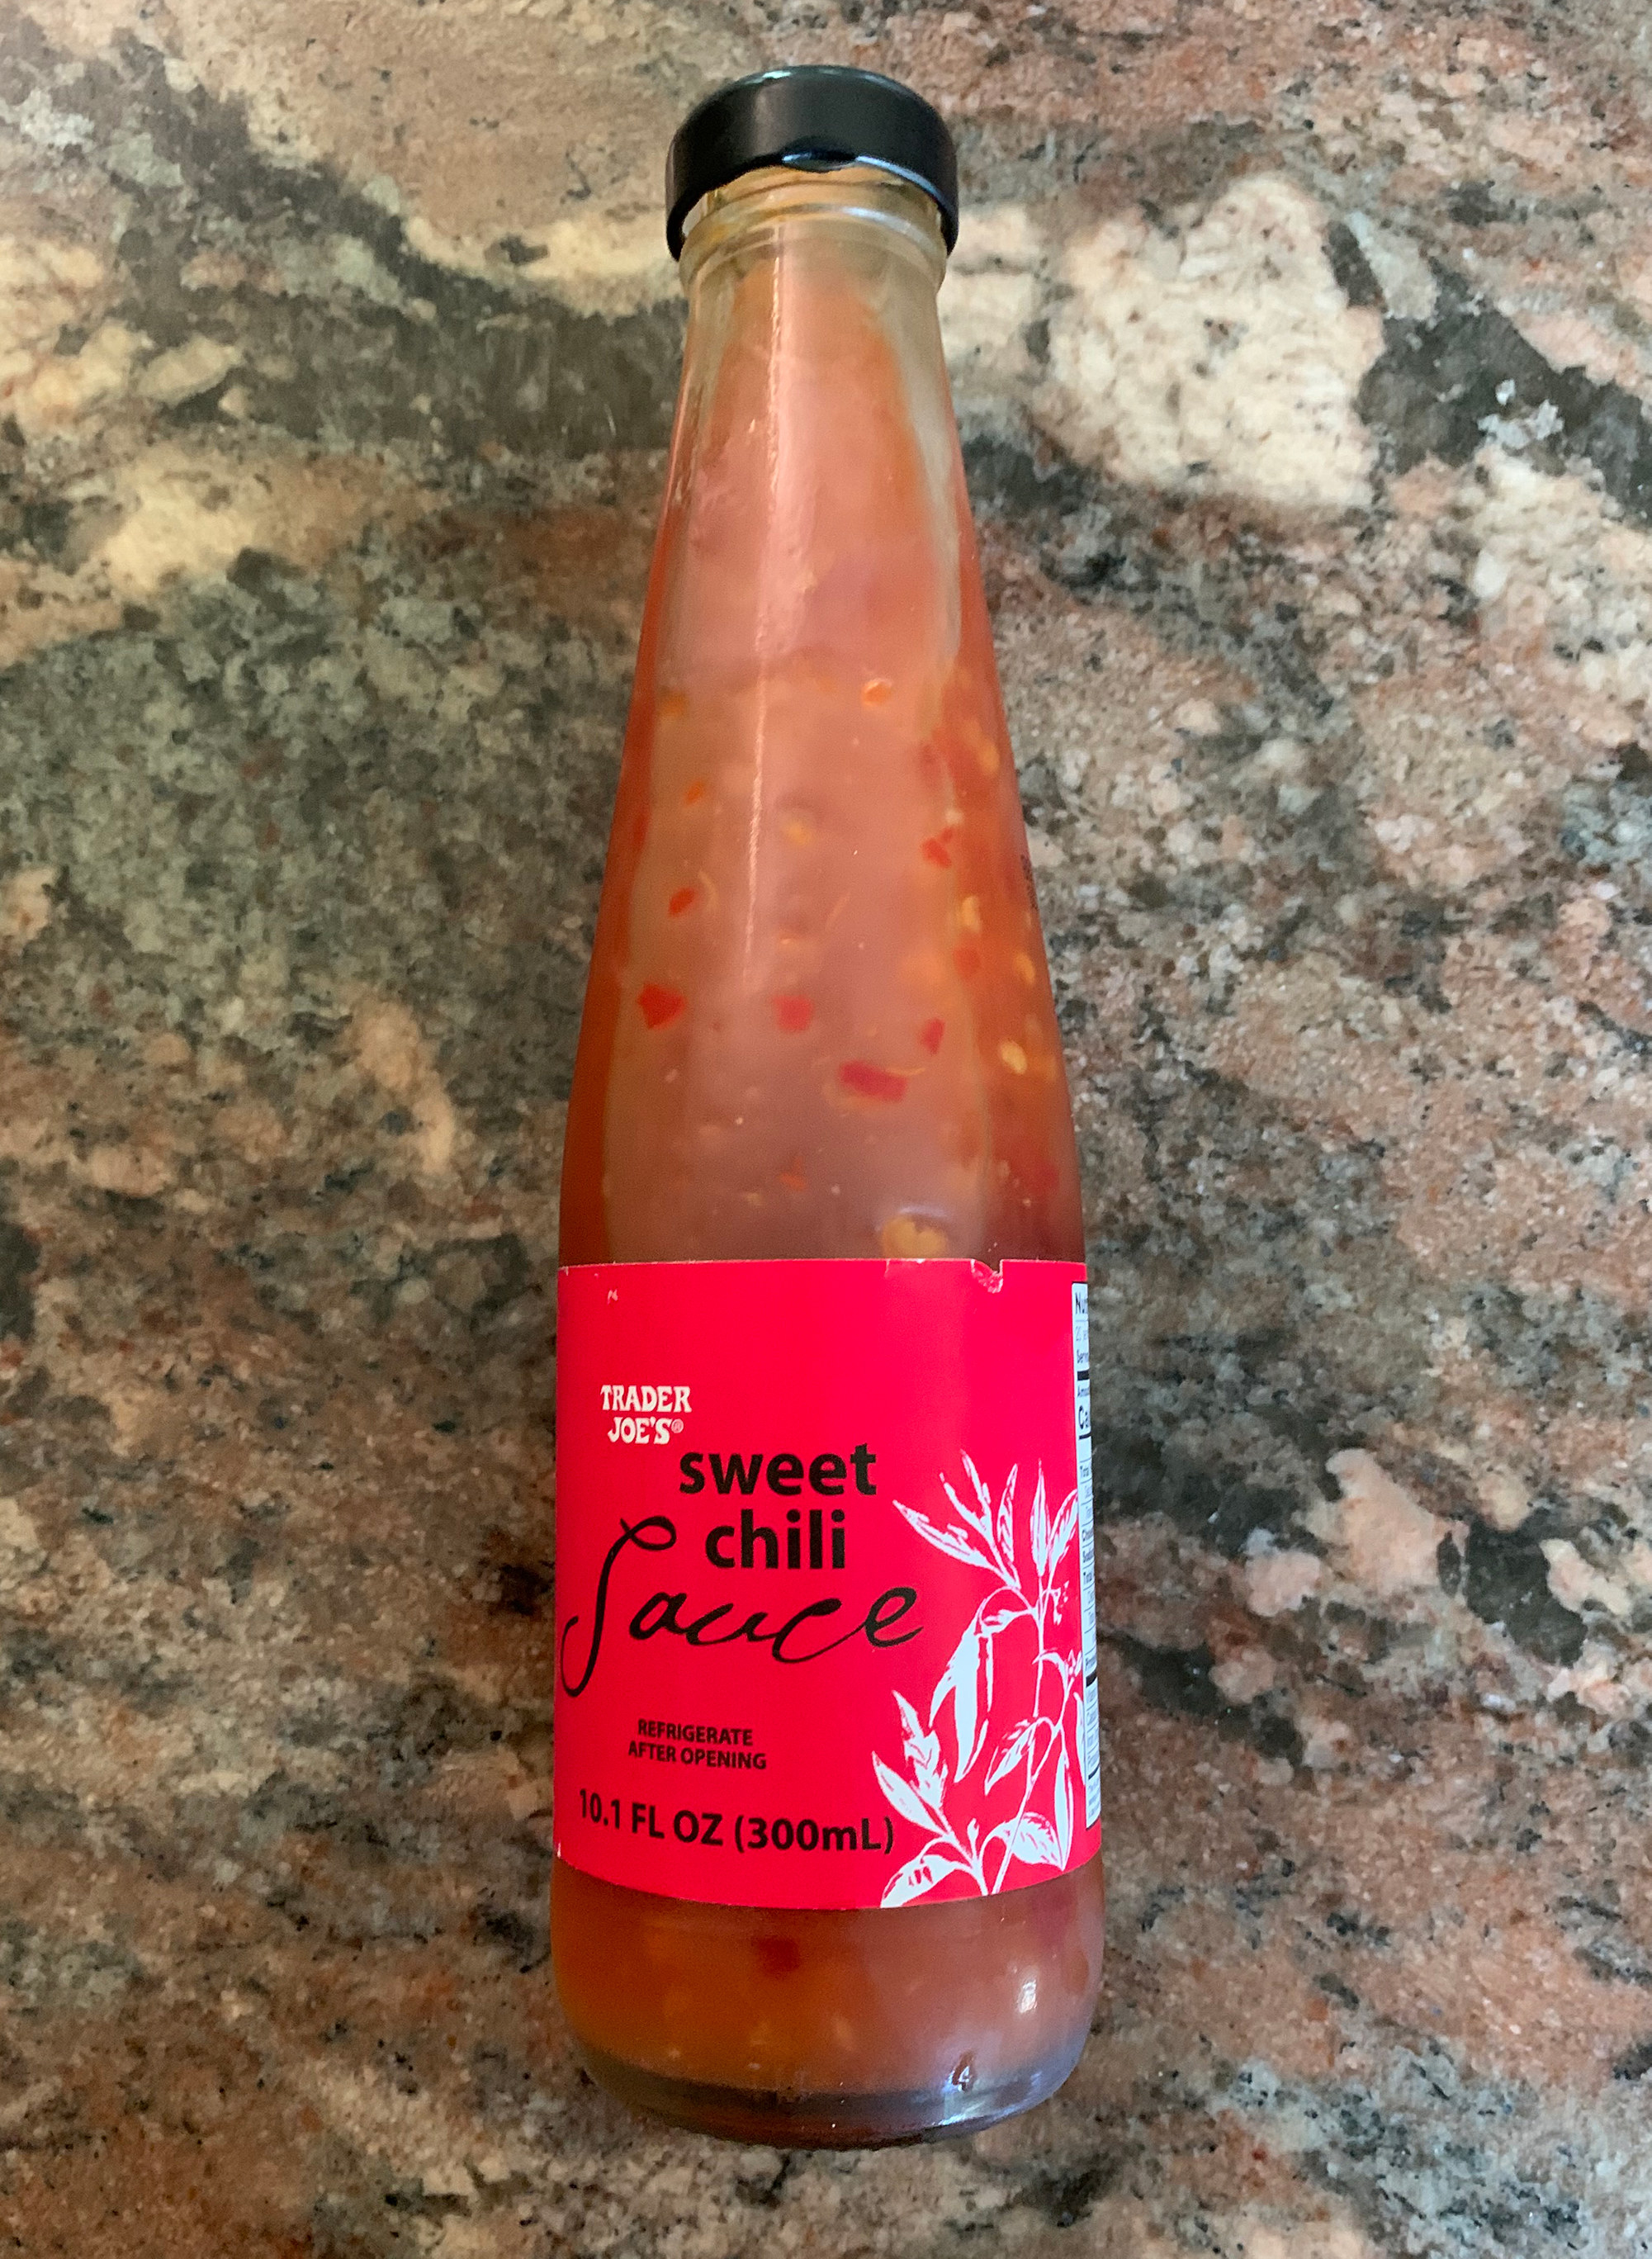 TRADER
JOE'S®
sweet
chili
Sauce
REFRIGERATE
AFTER OPENING
10.1 FL OZ (300mL)